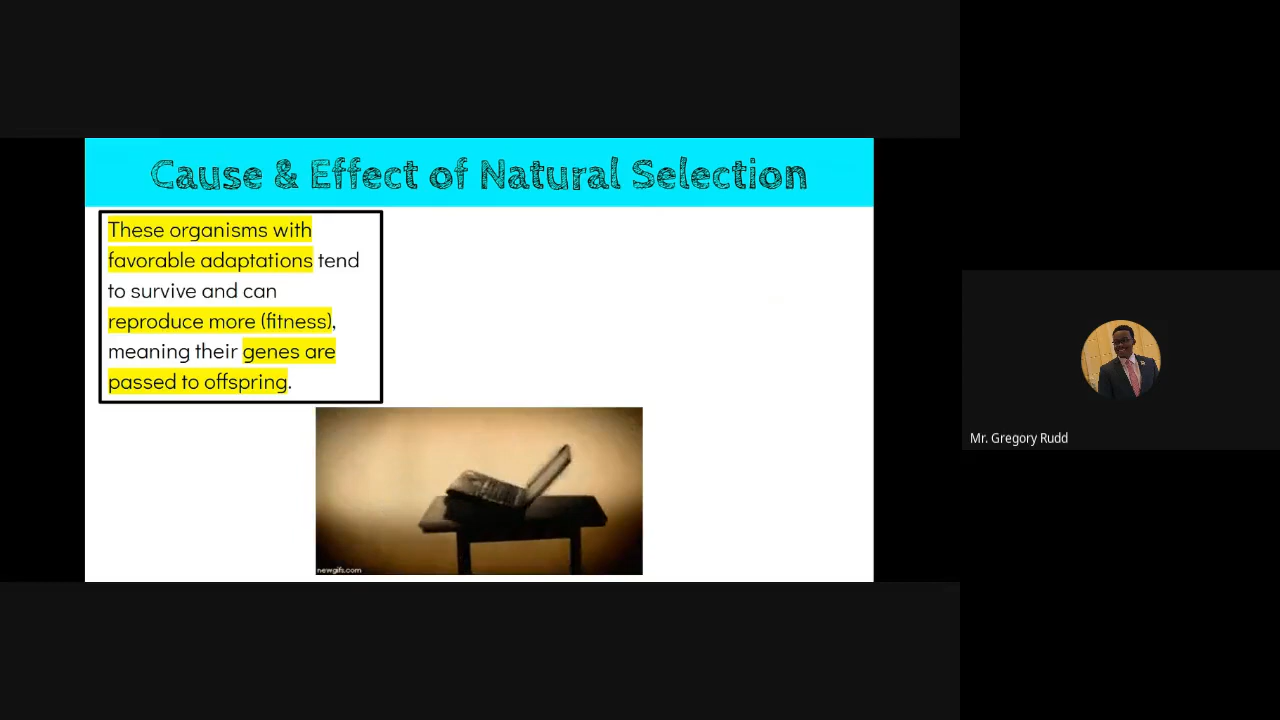 Cause & Effect of Natural Selection
These organisms with
favorable adaptations tend
to survive and can
reproduce more (fitness),
meaning their genes are
passed to offspring.
newgifs.com
Mr. Gregory Rudd